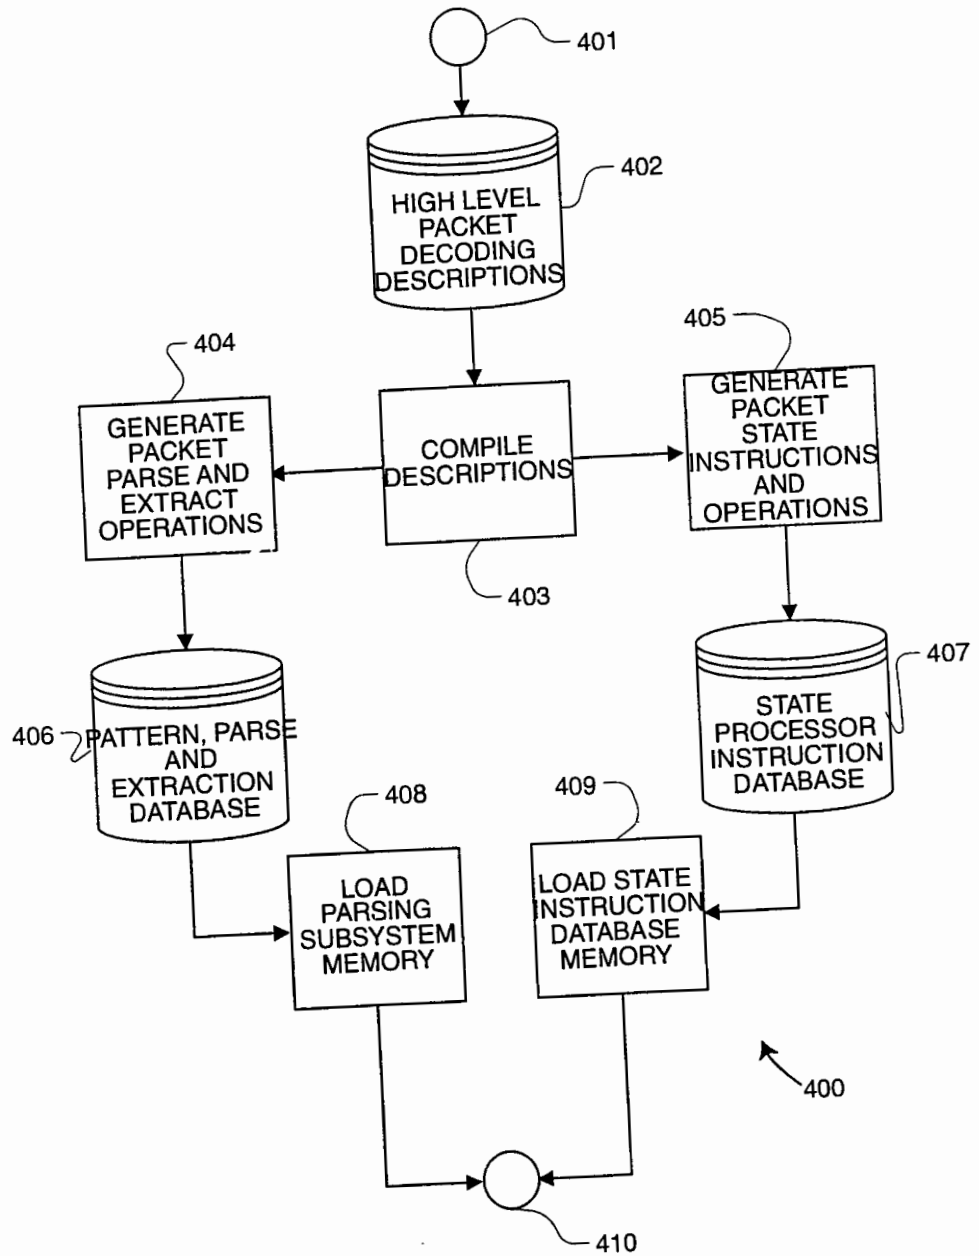 401
402
HIGH LEVEL
PACKET
DECODING
DESCRIPTIONS
404
405
GENERATE
PACKET
PARSE AND
EXTRACT
OPERATIONS
COMPILE
DESCRIPTIONS
GENERATE
PACKET
STATE
INSTRUCTIONS
AND
OPERATIONS
403
406
PATTERN, PARSE
AND
EXTRACTION
DATABASE
407
STATE
PROCESSOR
INSTRUCTION
DATABASE
408
409
LOAD
PARSING
SUBSYSTEM
MEMORY
LOAD STATE
INSTRUCTION
DATABASE
MEMORY
400
410